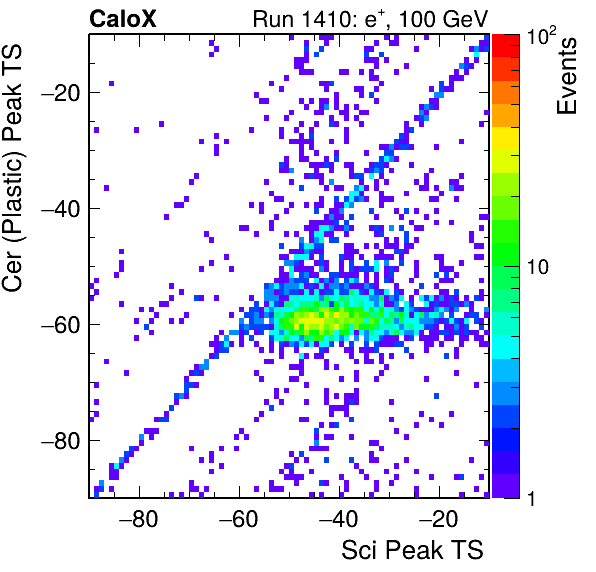 CaloX Run 1410: e⁺, 100 GeV
Cer (Plastic) Peak TS
−20
−40
−60
−80
−80 −60 −40 −20
Sci Peak TS
10²
10
1
Events